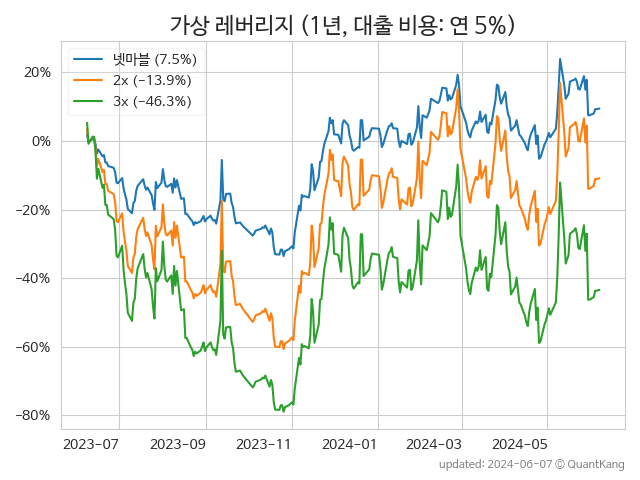 가상 레버리지 (1년, 대출 비용: 연 5%)
넷마블 (7.5%)
2x (−13.9%)
3x (−46.3%)
20%
0%
−20%
−40%
−60%
−80%
2023-07 2023-09 2023-11 2024-01 2024-03 2024-05
updated: 2024-06-07 © QuantKang